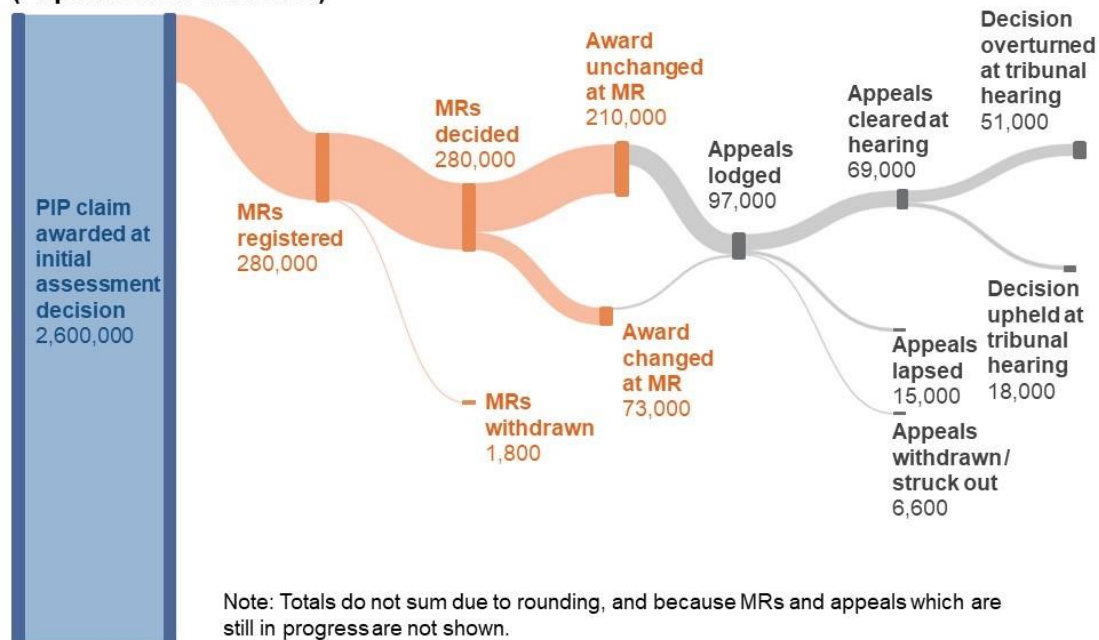 PIP claim
awarded at
initial
assessment
decision
2,600,000
MRs
registered
280,000
MRs
decided
280,000
MRs
withdrawn
1,800
Award
unchanged
at MR
210,000
Award
changed
at MR
73,000
Appeals
lodged
97,000
Appeals
cleared at
hearing
69,000
Appeals
lapsed
15,000
Appeals
withdrawn/
struck out
6,600
Decision
overturned
at tribunal
hearing
51,000
Decision
upheld at
tribunal
hearing
18,000
Note: Totals do not sum due to rounding, and because MRs and appeals which are
still in progress are not shown.